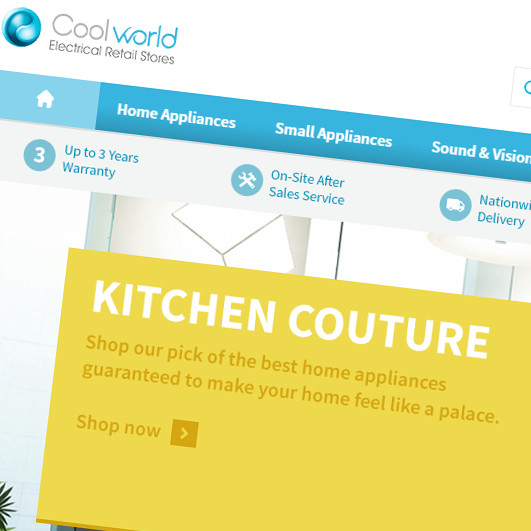 Cool world
Electrical Retail Stores
Home Appliances
Small Appliances
Sound & Vision
3
Up to 3 Years
Warranty
On-Site After
Sales Service
Delivery
KITCHEN COUTURE
Shop our pick of the best home appliances
guaranteed to make your home feel like a palace.
Shop now